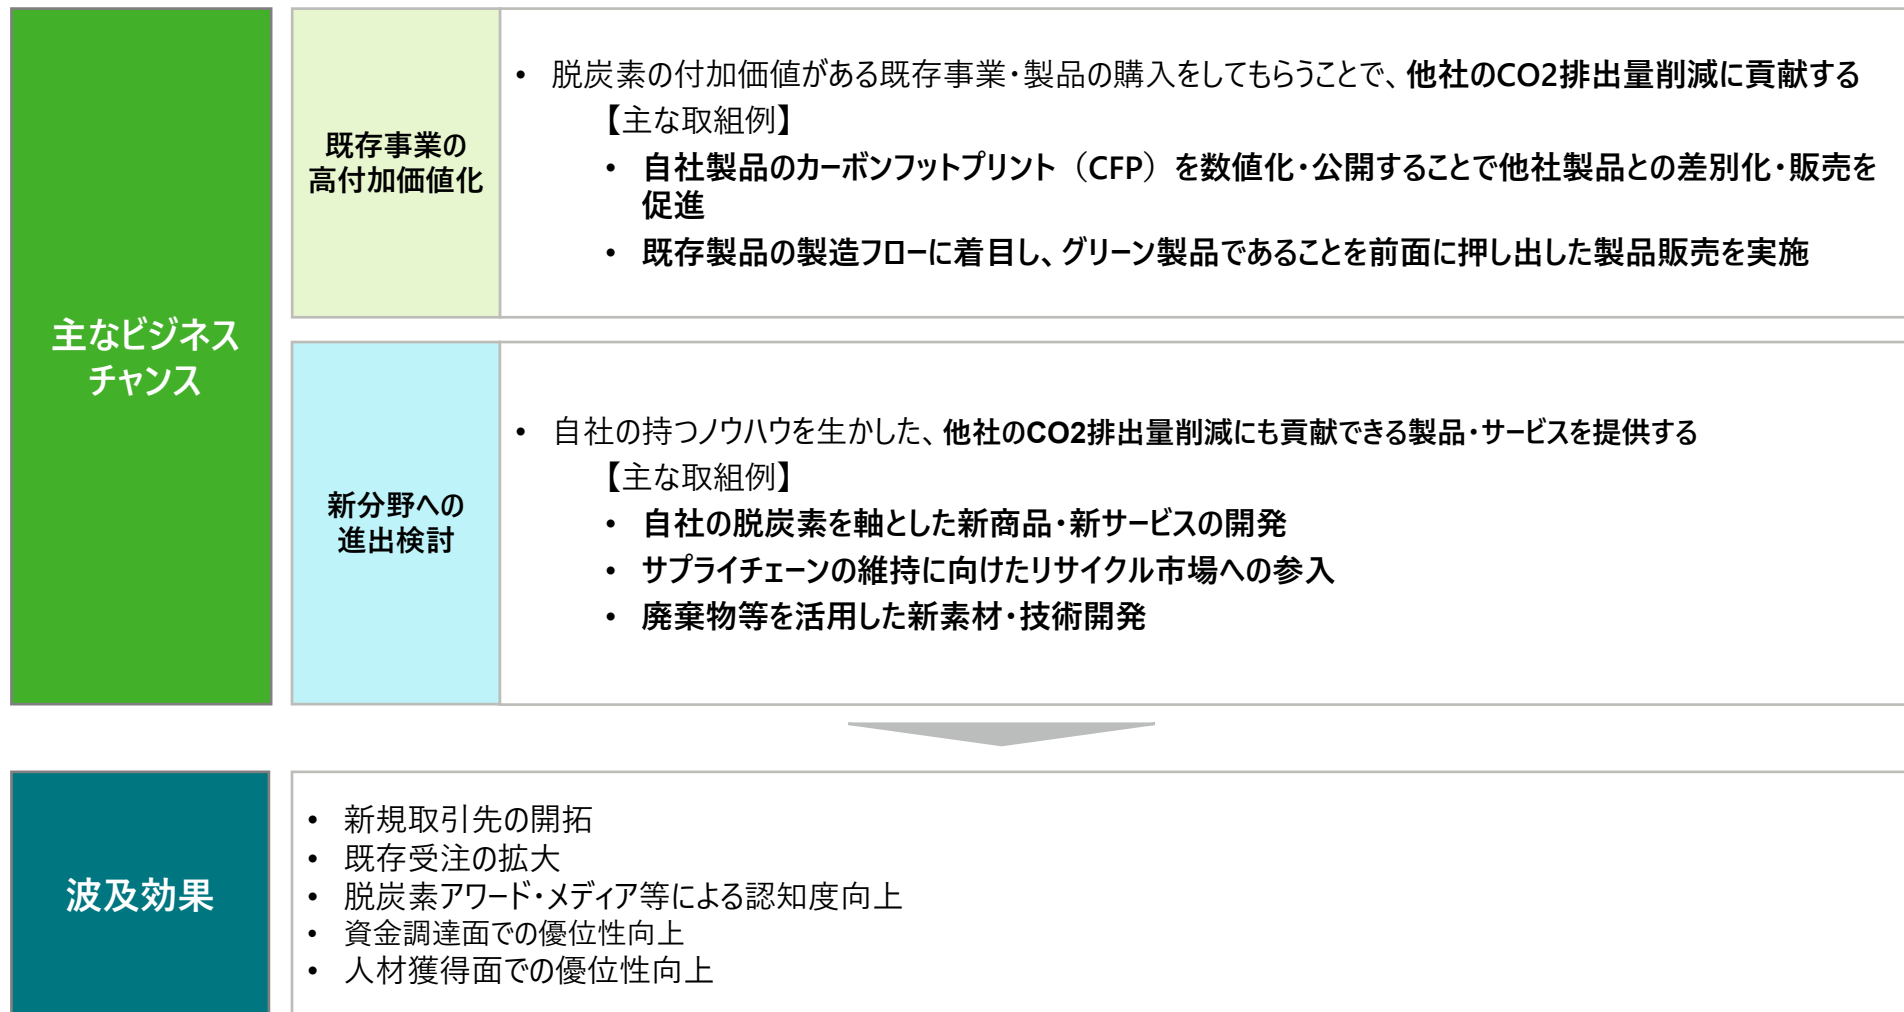 主なビジネス
チャンス
既存事業の
高付加価値化
• 脱炭素の付加価値がある既存事業・製品の購入をしてもらうことで、他社のCO2排出量削減に貢献する
【主な取組例】
• 自社製品のカーボンフットプリント（CFP）を数値化・公開することで他社製品との差別化・販売を
促進
• 既存製品の製造フローに着目し、グリーン製品であることを前面に押し出した製品販売を実施
新分野への
進出検討
• 自社の持つノウハウを生かした、他社のCO2排出量削減にも貢献できる製品・サービスを提供する
【主な取組例】
• 自社の脱炭素を軸とした新商品・新サービスの開発
• サプライチェーンの維持に向けたリサイクル市場への参入
• 廃棄物等を活用した新素材・技術開発
波及効果
• 新規取引先の開拓
• 既存受注の拡大
• 脱炭素アワード・メディア等による認知度向上
• 資金調達面での優位性向上
• 人材獲得面での優位性向上